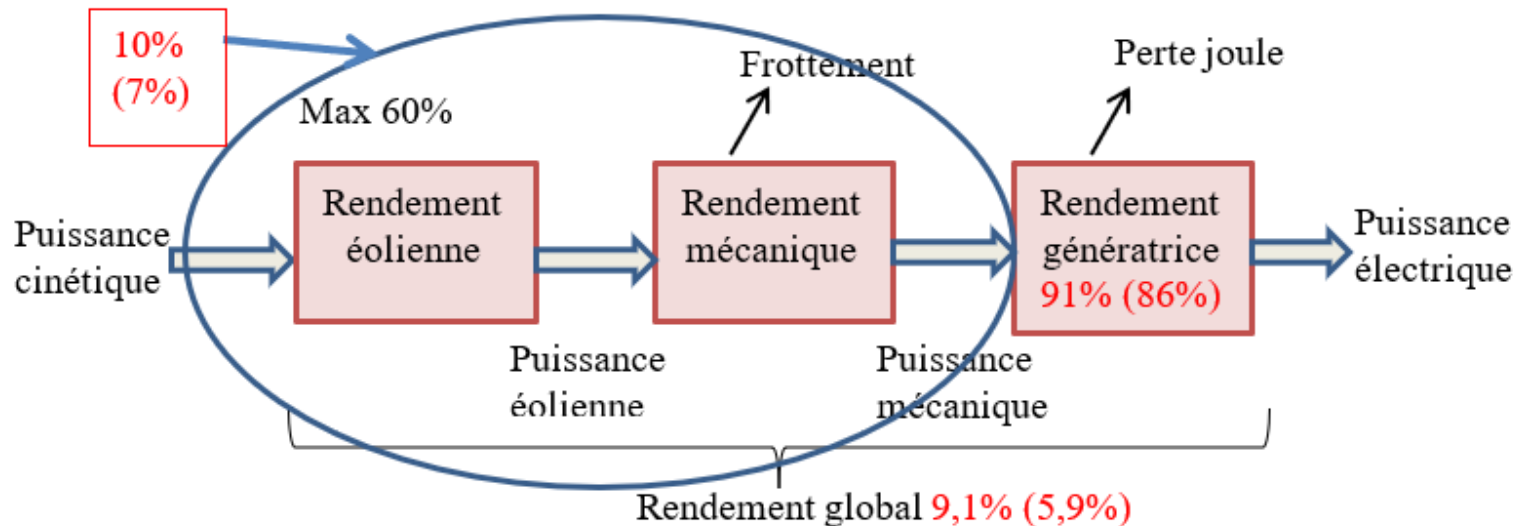 10%
(7%)
Max 60%
Frottement
Perte joule
Puissance
cinétique
Rendement
éolienne
Rendement
mécanique
Rendement
génératrice
91% (86%)
Puissance
électrique
Puissance
éolienne
Puissance
mécanique
Rendement global 9,1% (5,9%)